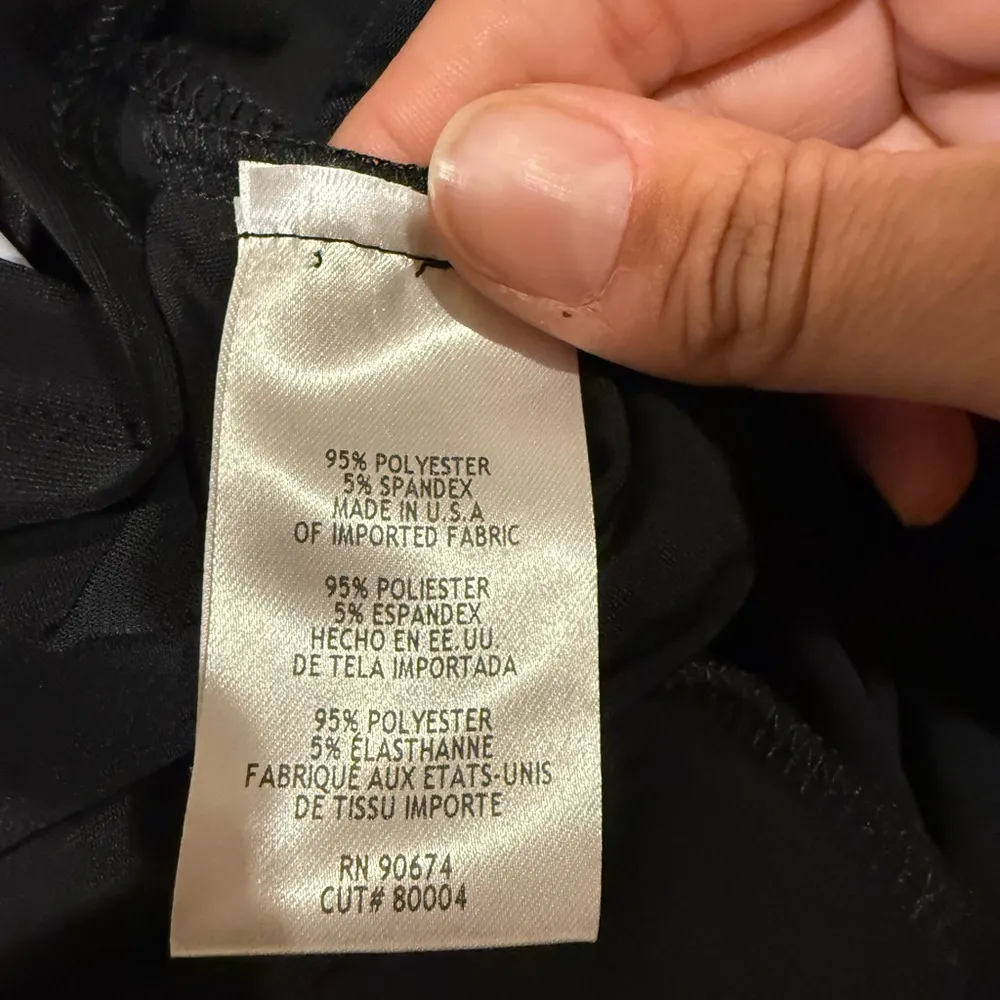 95% POLYESTER
5% SPANDEX
MADE IN U.S.A
OF IMPORTED FABRIC
95% POLIESTER
5% ESPANDEX
HECHO EN EE.UU.
DE TELA IMPORTADA
95% POLYESTER
5% ÉLASTHANNE
FABRIQUÉ AUX ETATS-UNIS
DE TISSU IMPORTE
RN 90674
CUT# 80004